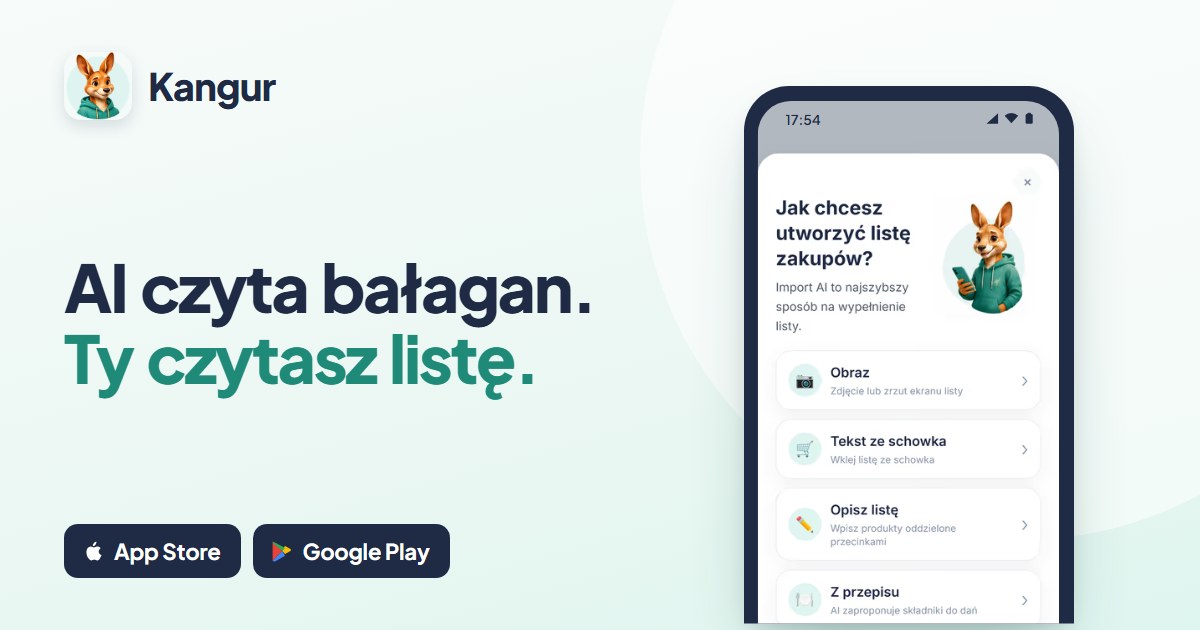 Kangur
AI czyta bałagan.
Ty czytasz listę.
App Store
Google Play
17:54
Jak chcesz
utworzyć listę
zakupów?
Import AI to najszybszy
sposób na wypełnienie
listy.
Obraz
Zdjęcie lub zrzut ekranu listy
Tekst ze schowka
Wklej listę ze schowka
Opisz listę
Wpisz produkty oddzielone
przecinkami
Z przepisu
AI zaproponuje składniki do dań